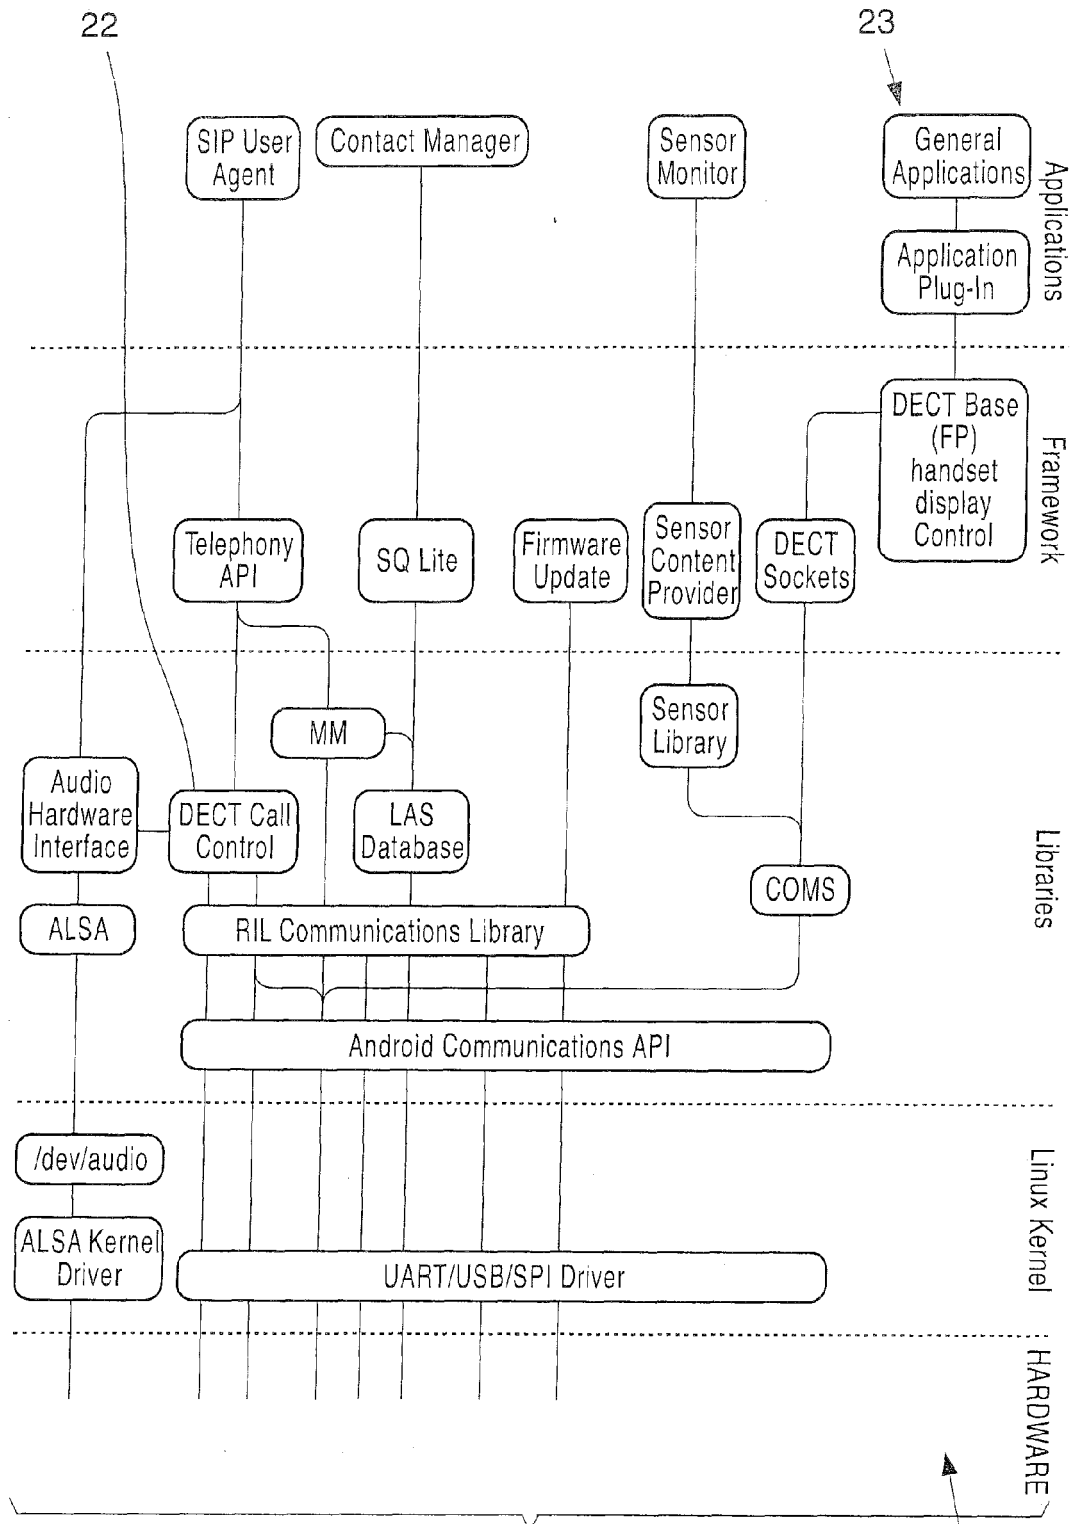 22
23
SIP User
Agent
Contact Manager
Sensor
Monitor
General
Applications
Application
Plug-In
Applications
DECT Base
(FP)
handset
display
Control
Framework
Telephony
API
SQ Lite
Firmware
Update
Sensor
Content
Provider
DECT
Sockets
MM
Sensor
Library
Audio
Hardware
Interface
DECT Call
Control
LAS
Database
COMS
Libraries
ALSA
RIL Communications Library
Android Communications API
/dev/audio
ALSA Kernel
Driver
UART/USB/SPI Driver
Linux Kernel
HARDWARE